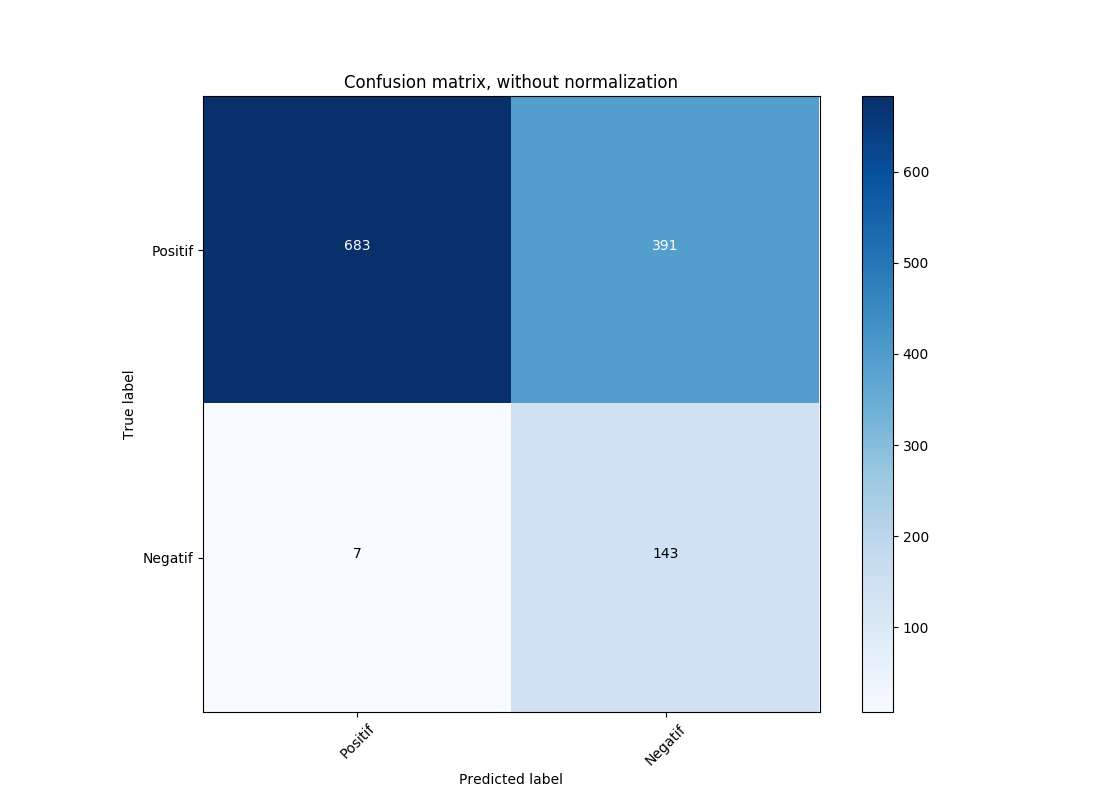 Confusion matrix, without normalization
True label
Positif
683
391
Negatif
7
143
Positif
Negatif
Predicted label
600
500
400
300
200
100